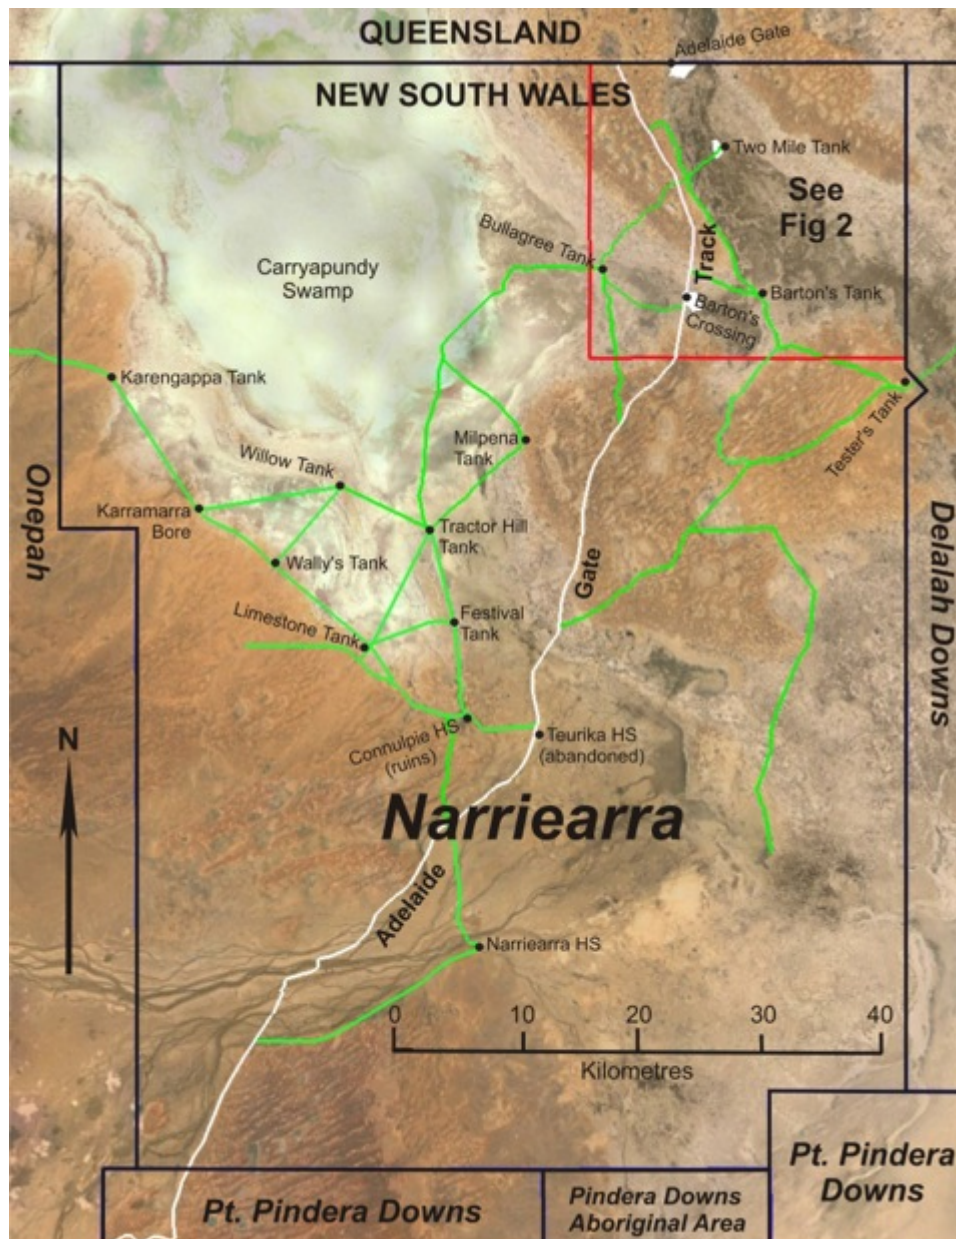 QUEENSLAND
Adelaide Gate
NEW SOUTH WALES
Two Mile Tank
See
Fig 2
Bullagree Tank
Track
Carryapundy
Swamp
Barton's Tank
Barton's
Crossing
Karengappa Tank
Tester's Tank
Milpena
Tank
Willow Tank
Onepah
Karramarra
Bore
Tractor Hill
Tank
Delalah Downs
Wally's Tank
Gate
Limestone Tank
Festival
Tank
N
Connulpie HS
(ruins)
Teurika HS
(abandoned)
Narriearra
Adelaide
Narriearra HS
0 10 20 30 40
Kilometres
Pt. Pindera
Downs
Pt. Pindera Downs
Pindera Downs
Aboriginal Area